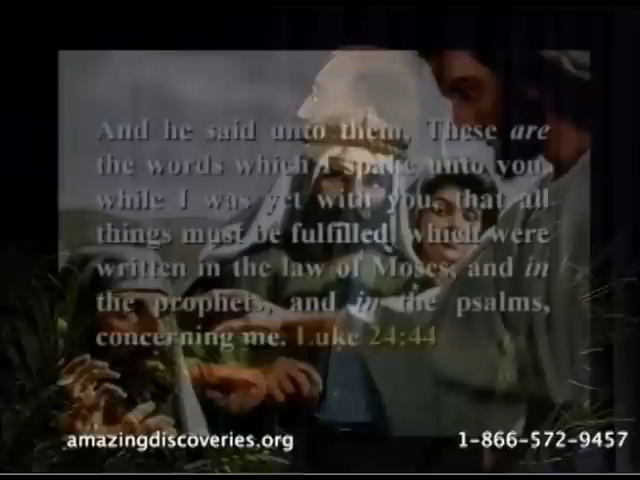 And he said unto them, These are
the words which I spake unto you,
while I was yet with you, that all
things must be fulfilled, which were
written in the law of Moses, and in
the prophets, and in the psalms,
concerning me. Luke 24:44
amazingdiscoveries.org
1-866-572-9457